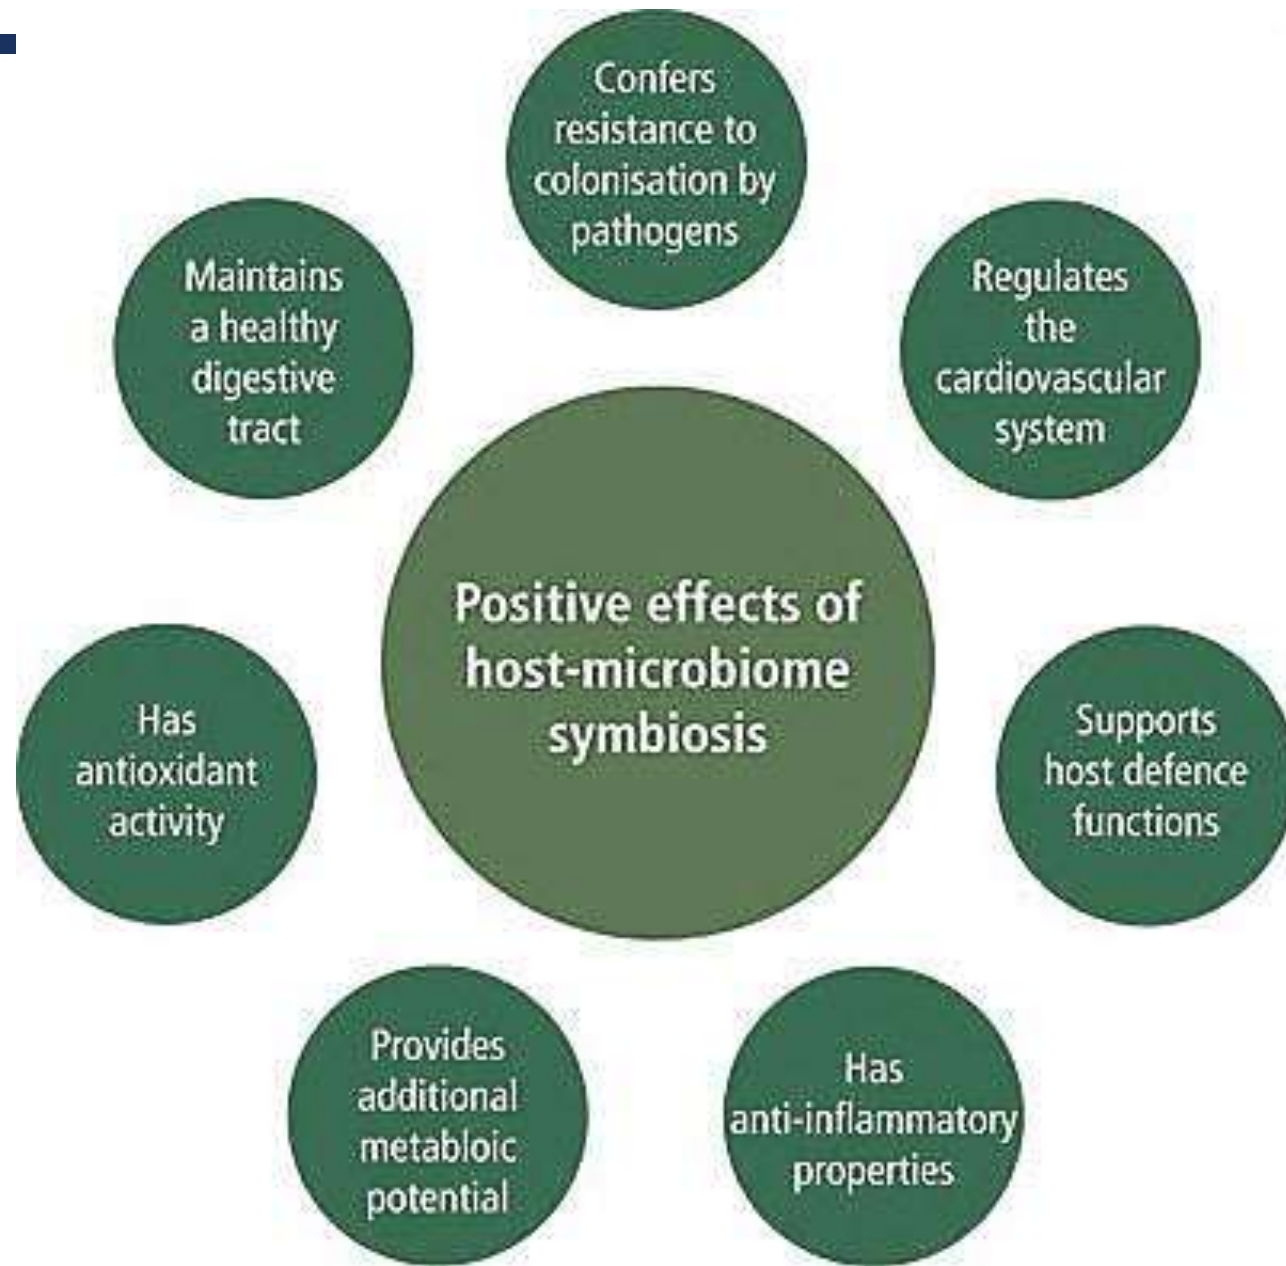 Confers
resistance to
colonisation by
pathogens
Regulates
the
cardiovascular
system
Supports
host defence
functions
Has
anti-inflammatory
properties
Provides
additional
metabloic
potential
Has
antioxidant
activity
Maintains
a healthy
digestive
tract
Positive effects of
host-microbiome
symbiosis